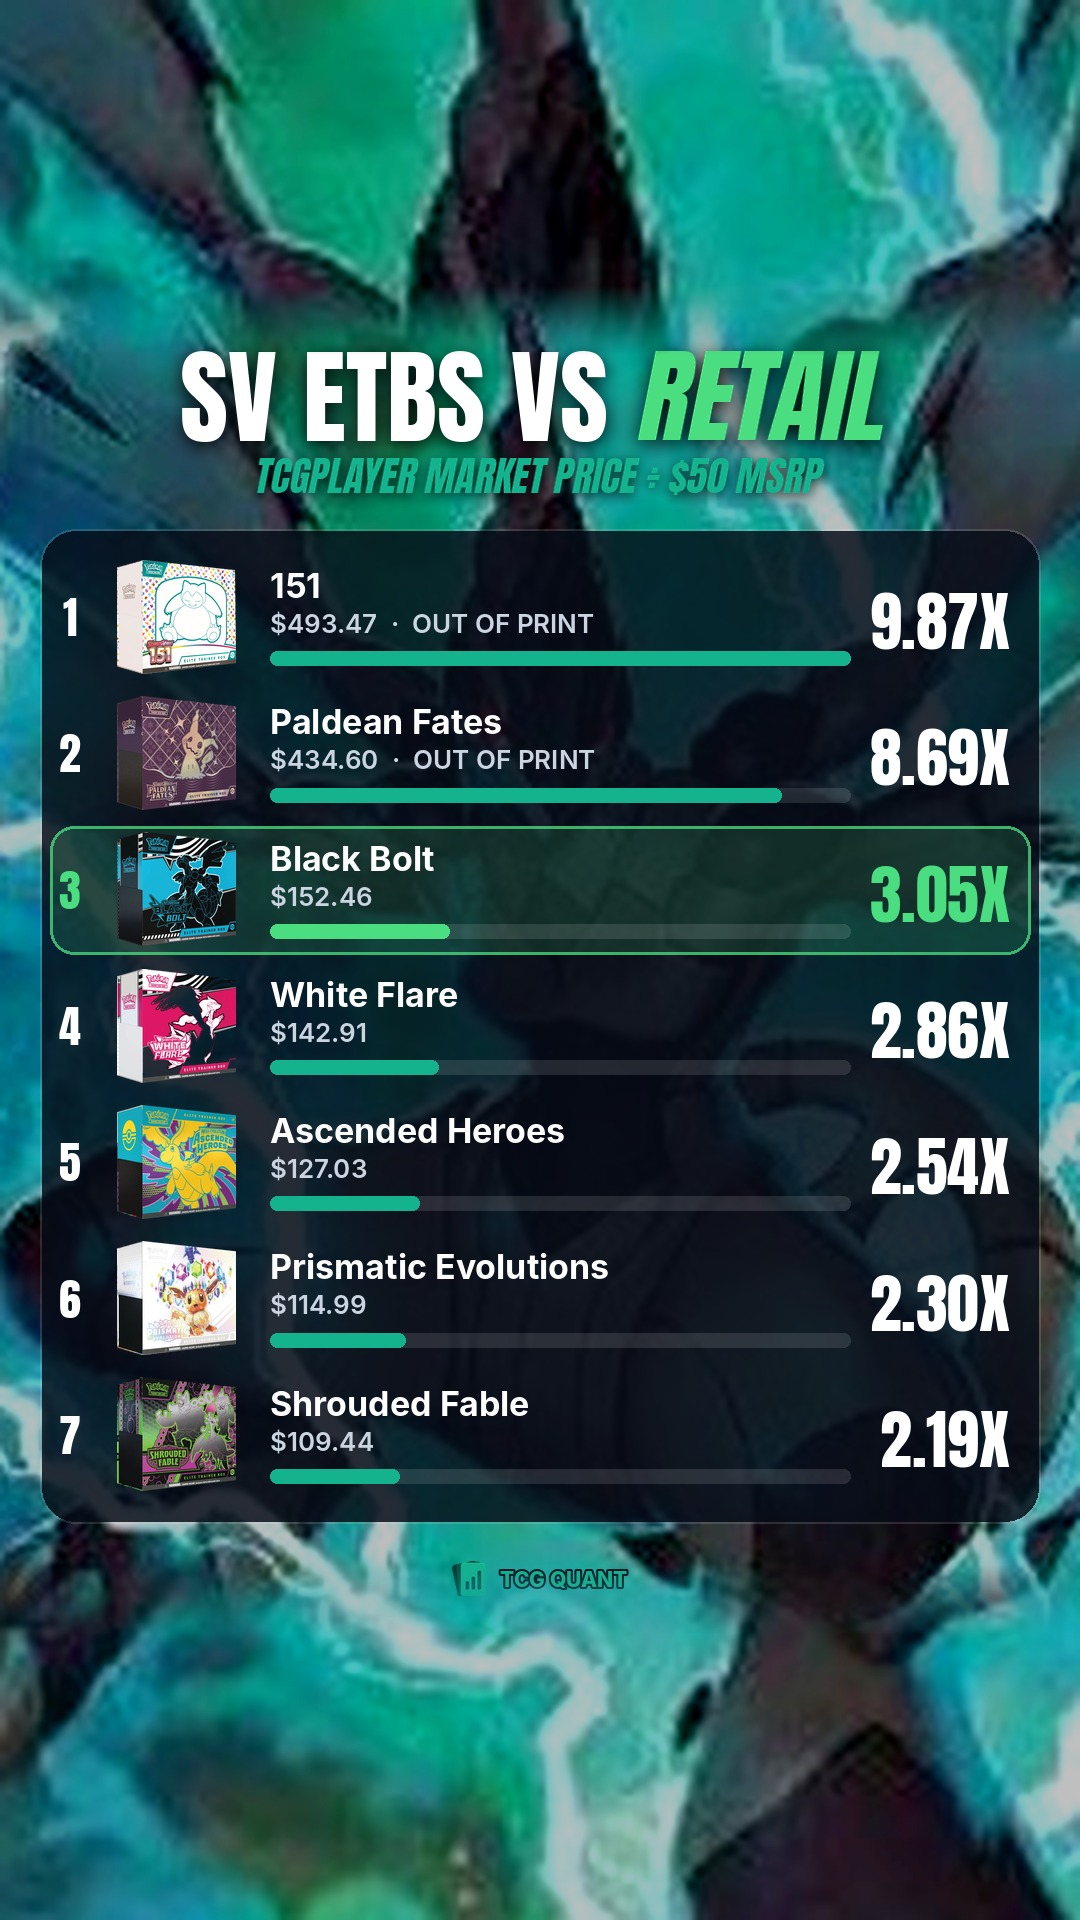 SV ETBS VS RETAIL
TCGPLAYER MARKET PRICE ÷ $50 MSRP
1
151
$493.47 · OUT OF PRINT
9.87X
2
Paldean Fates
$434.60 · OUT OF PRINT
8.69X
3
Black Bolt
$152.46
3.05X
4
White Flare
$142.91
2.86X
5
Ascended Heroes
$127.03
2.54X
6
Prismatic Evolutions
$114.99
2.30X
7
Shrouded Fable
$109.44
2.19X
TCG QUANT